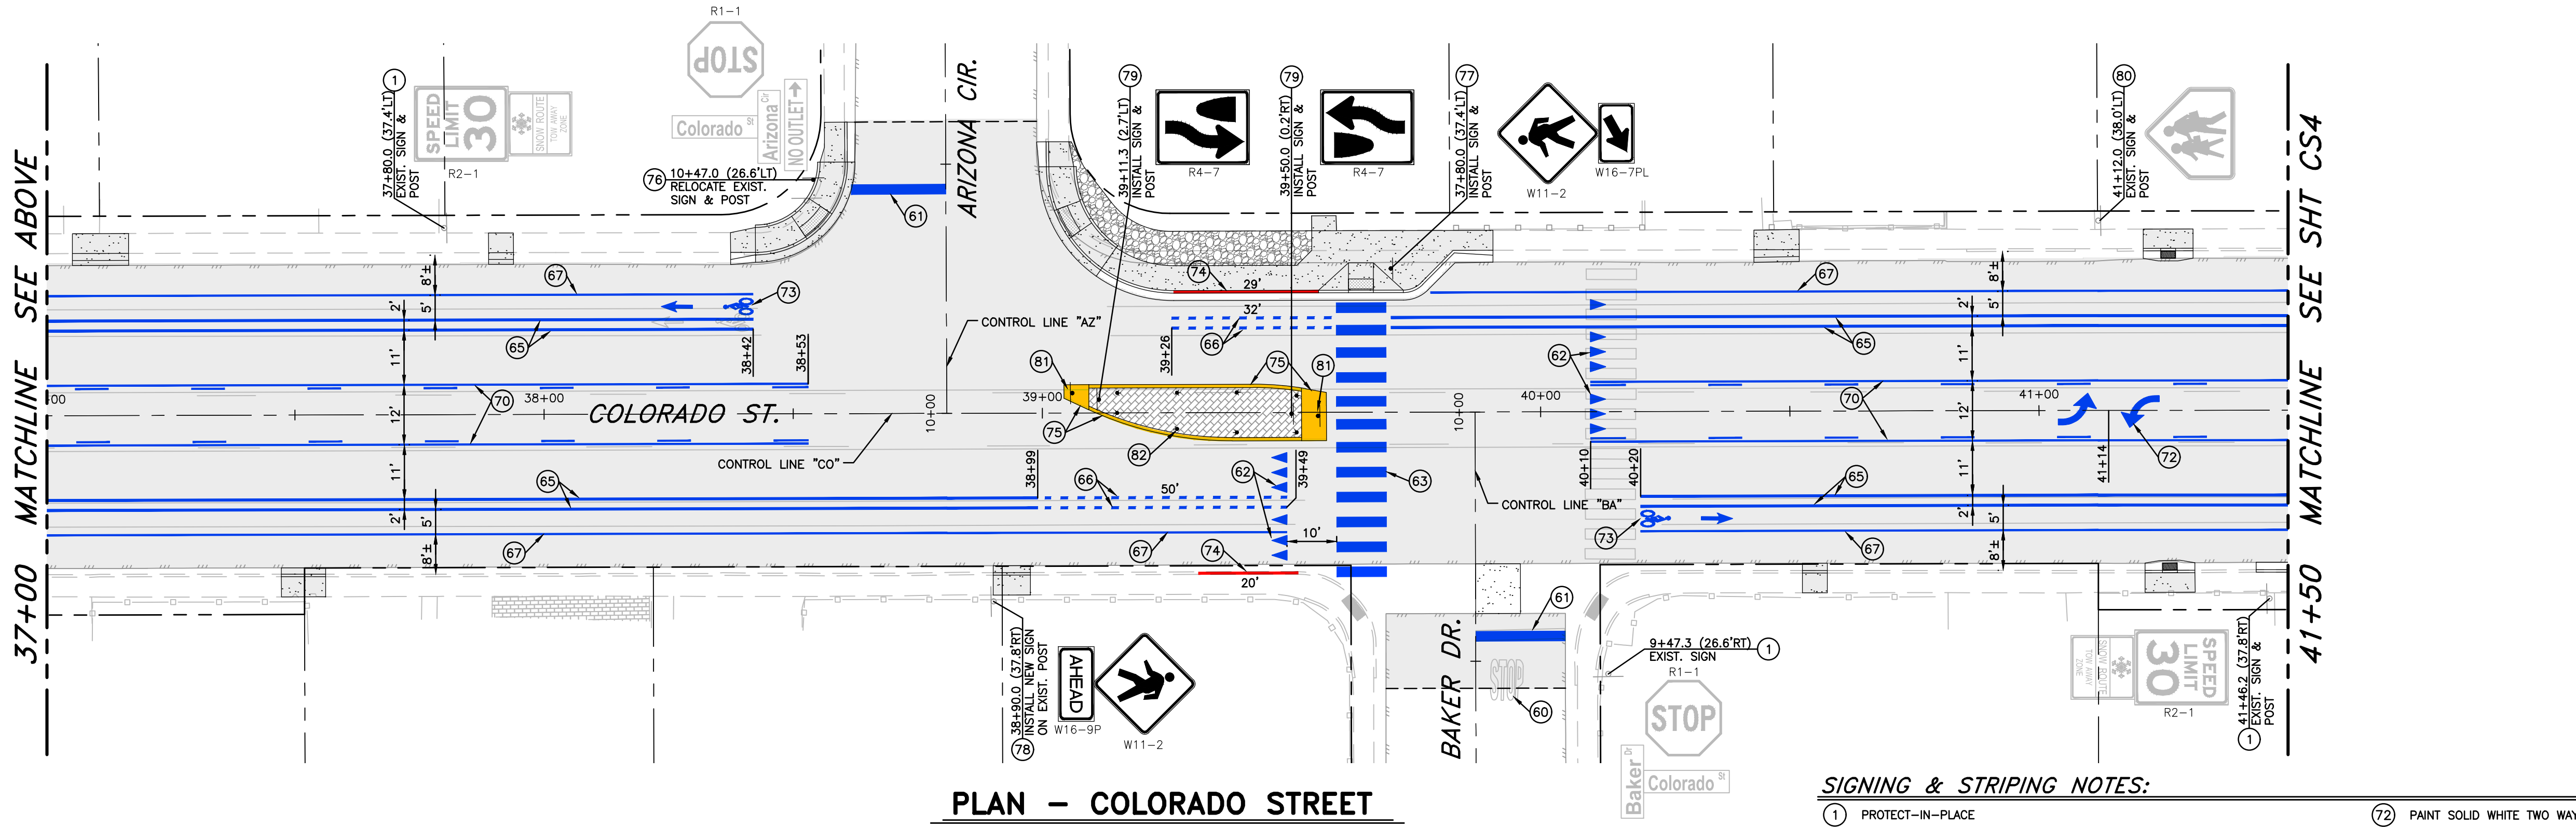 R1-1
STOP
Colorado St
Arizona Cir
NO OUTLET
76
10+47.0 (26.6'LT)
RELOCATE EXIST.
SIGN & POST
1
37+80.0 (37.4'LT)
EXIST. SIGN &
POST
SPEED
LIMIT
30
SNOW ROUTE
TOW AWAY
ZONE
R2-1
ARIZONA CIR.
61
79
39+11.3 (2.7'LT)
INSTALL SIGN &
POST
R4-7
79
39+50.0 (0.2'RT)
INSTALL SIGN &
POST
R4-7
77
37+80.0 (37.4'LT)
INSTALL SIGN &
POST
W11-2
W16-7PL
80
41+12.0 (38.0'LT)
EXIST. SIGN &
POST
37+00 MATCHLINE SEE ABOVE
41+50 MATCHLINE SEE SHT CS4
67
8'±
5'
2'
65
11'
12'
11'
2'
5'
8'±
73
38+42
38+53
CONTROL LINE "AZ"
00
38+00
70
COLORADO ST.
CONTROL LINE "CO"
10+00
39+00
65
67
74
29'
32'
66
39+26
81
75
81
75
82
38+99
50'
66
62
39+49
67
10'
74
20'
63
10+00
40+00
CONTROL LINE "BA"
62
40+10
40+20
67
8'±
5'
2'
65
11'
70
12'
41+00
41+14
72
11'
65
2'
5'
8'±
73
67
78
38+90.0 (37.8'RT)
INSTALL NEW SIGN
ON EXIST. POST
AHEAD
W16-9P
W11-2
BAKER DR.
61
STOP
60
9+47.3 (26.6'RT)
EXIST. SIGN
1
R1-1
STOP
Baker Dr
Colorado St
SPEED
LIMIT
30
SNOW ROUTE
TOW AWAY
ZONE
R2-1
41+46.2 (37.8'RT)
EXIST. SIGN &
POST
1
PLAN – COLORADO STREET
SIGNING & STRIPING NOTES:
1 PROTECT-IN-PLACE
72 PAINT SOLID WHITE TWO WA